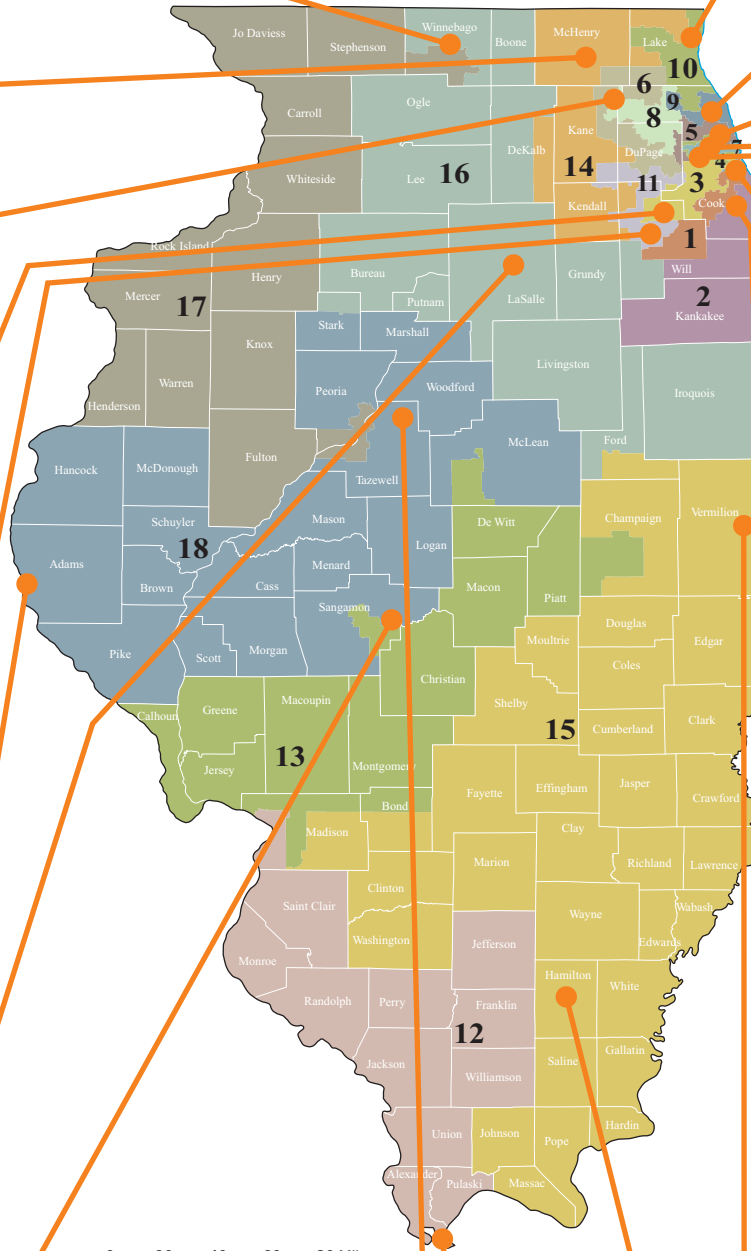 Jo Daviess
Stephenson
Winnebago
Boone
McHenry
Lake
10
6
9
8
5
7
4
Carroll
Ogle
Kane
DuPage
DeKalb
Whiteside
Lee
16
14
11
3
Kendall
Cook
1
Rock Island
Will
Henry
Bureau
Grundy
2
Mercer
17
Putnam
LaSalle
Kankakee
Stark
Marshall
Knox
Livingston
Warren
Peoria
Woodford
Iroquois
Henderson
Ford
McLean
Fulton
Hancock
McDonough
Tazewell
Schuyler
Mason
De Witt
Champaign
Vermilion
18
Logan
Adams
Menard
Brown
Cass
Macon
Piatt
Sangamon
Douglas
Moultrie
Edgar
Pike
Scott
Morgan
Coles
Christian
Greene
Macoupin
Shelby
Calhoun
15
Cumberland
Clark
13
Jersey
Montgomery
Jasper
Effingham
Fayette
Crawford
Bond
Madison
Clay
Marion
Richland
Lawrence
Clinton
Saint Clair
Wayne
Wabash
Washington
Jefferson
Edwards
Monroe
Hamilton
White
Randolph
Perry
Franklin
12
Gallatin
Jackson
Saline
Williamson
Hardin
Union
Johnson
Pope
Alexander
Pulaski
Massac